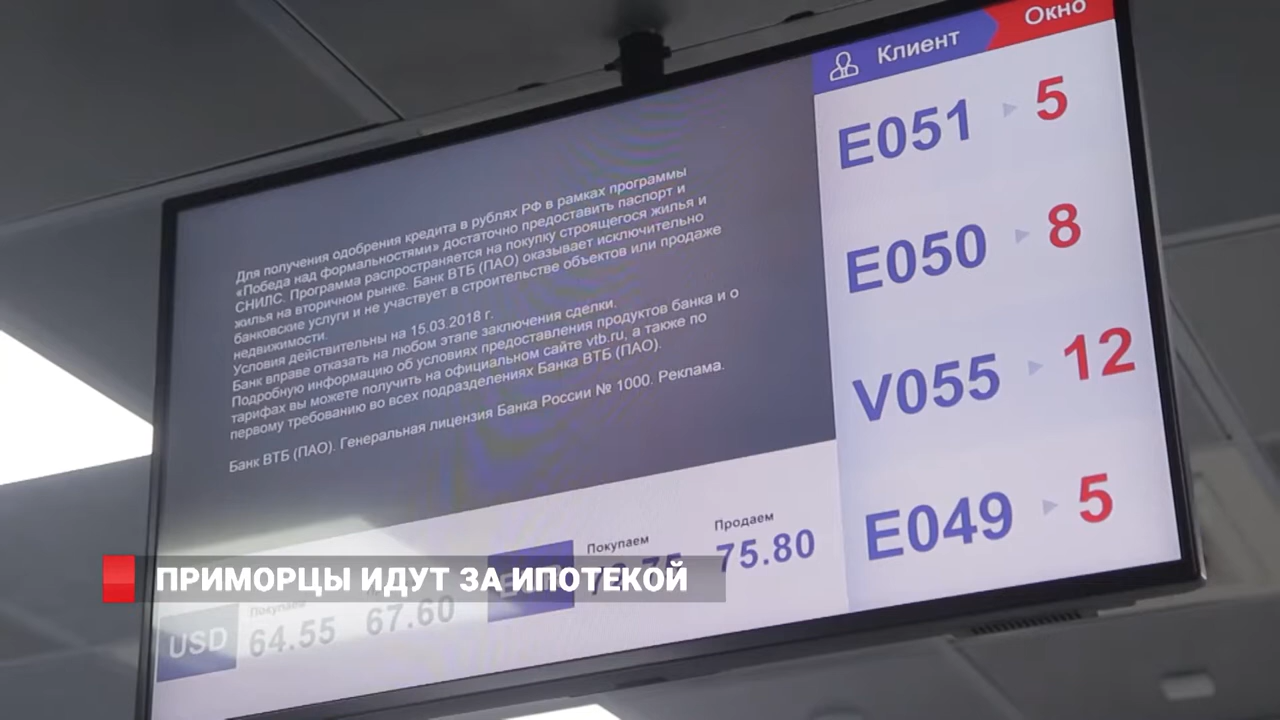 Для получения одобрения кредита в рублях РФ в рамках программы
«Победа над формальностями» достаточно предоставить паспорт и
СНИЛС. Программа распространяется на покупку строящегося жилья и
жилья на вторичном рынке. Банк ВТБ (ПАО) оказывает исключительно
банковские услуги и не участвует в строительстве объектов или продаже
недвижимости.
Условия действительны на 15.03.2018 г.
Банк вправе отказать на любом этапе заключения сделки.
Подробную информацию об условиях предоставления продуктов банка и о
тарифах вы можете получить на официальном сайте vtb.ru, а также по
первому требованию во всех подразделениях Банка ВТБ (ПАО).
Банк ВТБ (ПАО). Генеральная лицензия Банка России № 1000. Реклама.
Клиент Окно
E051 5
E050 8
V055 12
E049 5
Покупаем Продаем
75.80
ПРИМОРЦЫ ИДУТ ЗА ИПОТЕКОЙ
Покупаем
USD 64.55 67.60